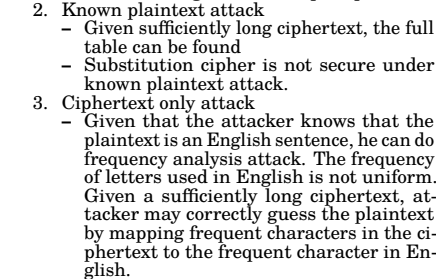 2. Known plaintext attack
– Given sufficiently long ciphertext, the full
table can be found
– Substitution cipher is not secure under
known plaintext attack.
3. Ciphertext only attack
– Given that the attacker knows that the
plaintext is an English sentence, he can do
frequency analysis attack. The frequency
of letters used in English is not uniform.
Given a sufficiently long ciphertext, at-
tacker may correctly guess the plaintext
by mapping frequent characters in the ci-
phertext to the frequent character in En-
glish.